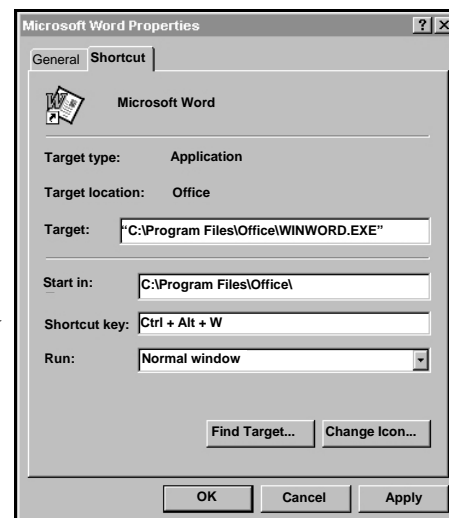 Microsoft Word Properties ? ×
General Shortcut
Microsoft Word
Target type: Application
Target location: Office
Target: “C:\Program Files\Office\WINWORD.EXE”
Start in: C:\Program Files\Office\
Shortcut key: Ctrl + Alt + W
Run: Normal window
Find Target... Change Icon...
OK Cancel Apply